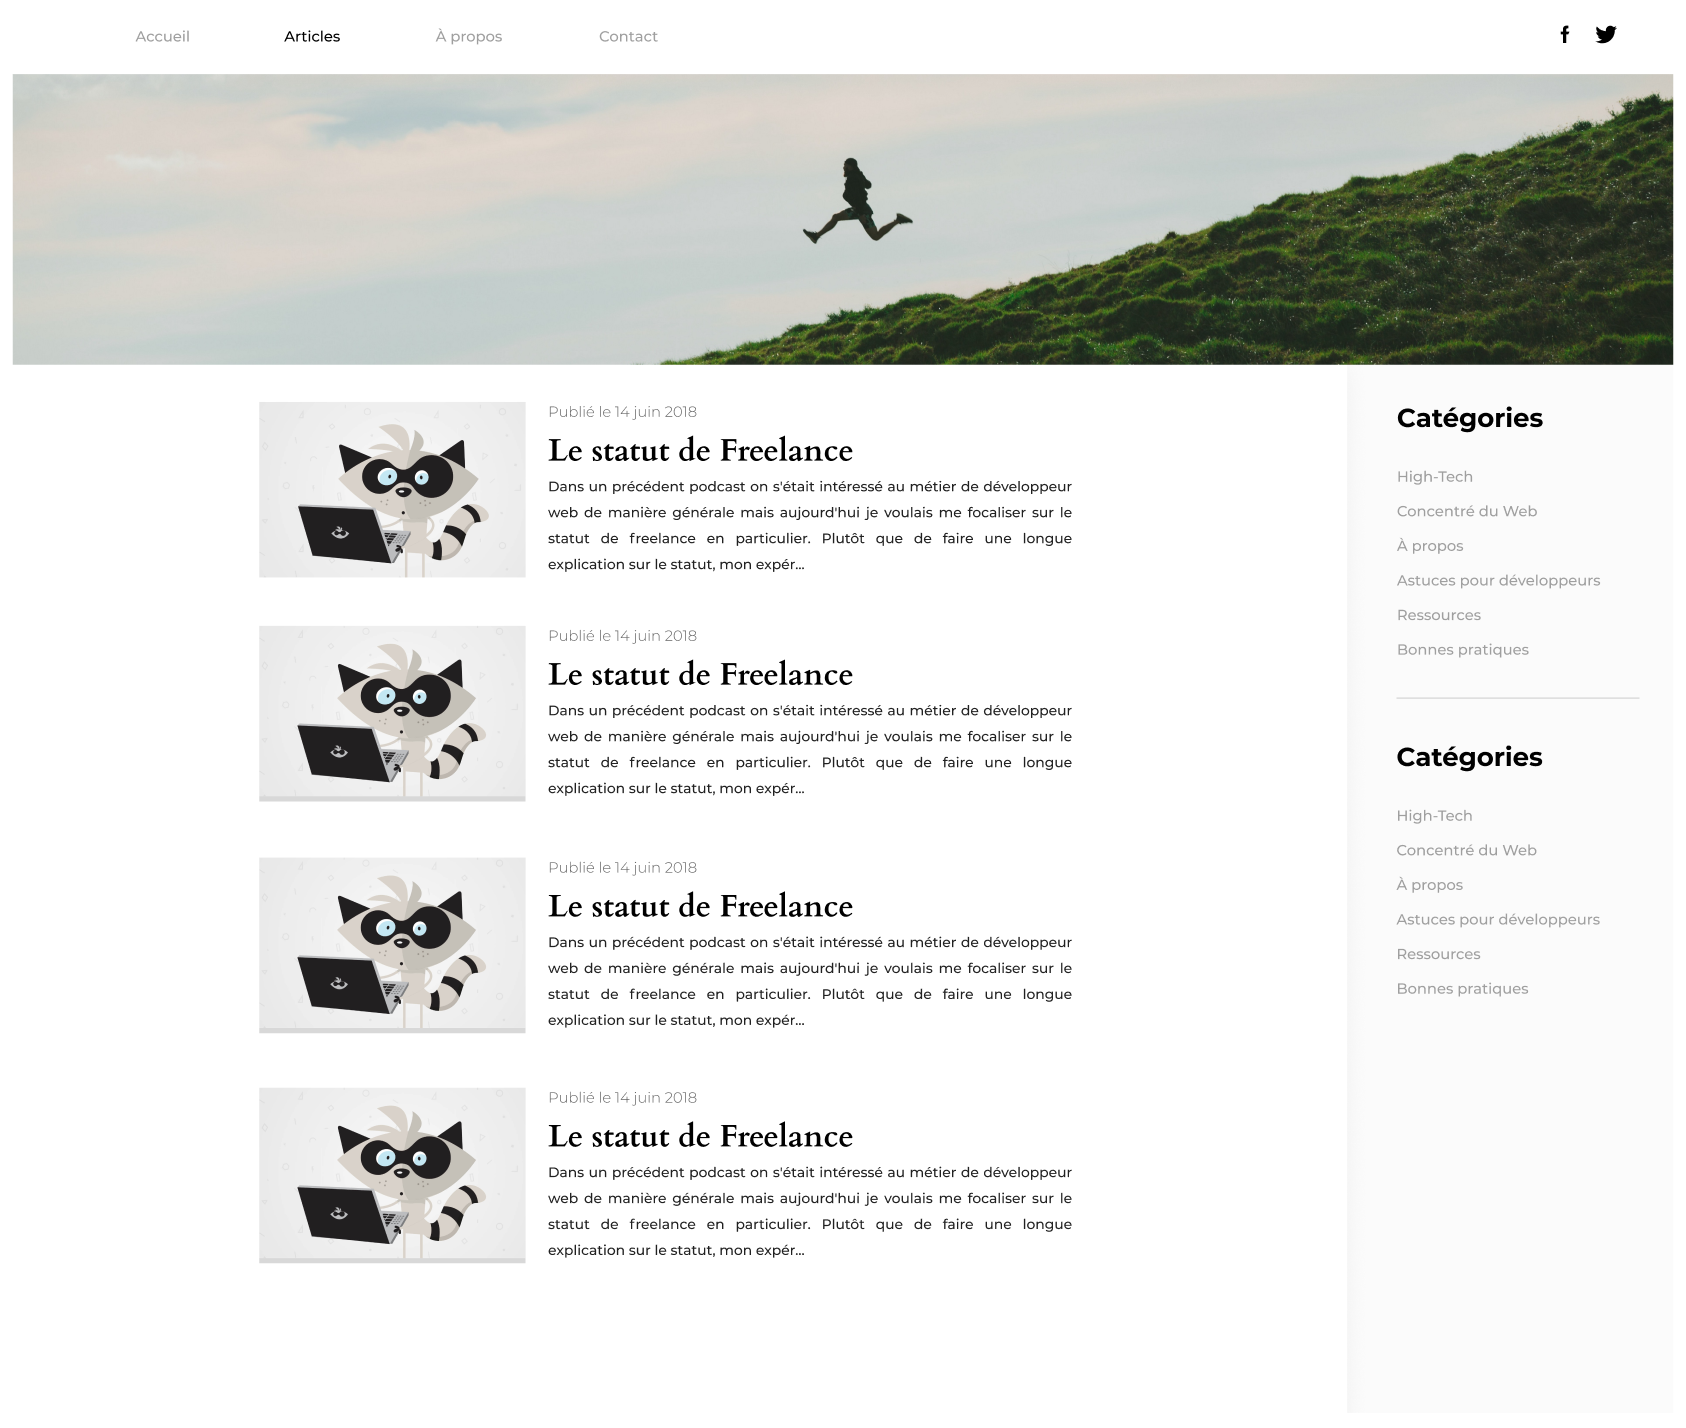 Accueil
Articles
À propos
Contact
Publié le 14 juin 2018
Le statut de Freelance
Dans un précédent podcast on s'était intéressé au métier de développeur
web de manière générale mais aujourd'hui je voulais me focaliser sur le
statut de freelance en particulier. Plutôt que de faire une longue
explication sur le statut, mon expér...
Publié le 14 juin 2018
Le statut de Freelance
Dans un précédent podcast on s'était intéressé au métier de développeur
web de manière générale mais aujourd'hui je voulais me focaliser sur le
statut de freelance en particulier. Plutôt que de faire une longue
explication sur le statut, mon expér...
Publié le 14 juin 2018
Le statut de Freelance
Dans un précédent podcast on s'était intéressé au métier de développeur
web de manière générale mais aujourd'hui je voulais me focaliser sur le
statut de freelance en particulier. Plutôt que de faire une longue
explication sur le statut, mon expér...
Publié le 14 juin 2018
Le statut de Freelance
Dans un précédent podcast on s'était intéressé au métier de développeur
web de manière générale mais aujourd'hui je voulais me focaliser sur le
statut de freelance en particulier. Plutôt que de faire une longue
explication sur le statut, mon expér...
Catégories
High-Tech
Concentré du Web
À propos
Astuces pour développeurs
Ressources
Bonnes pratiques
Catégories
High-Tech
Concentré du Web
À propos
Astuces pour développeurs
Ressources
Bonnes pratiques